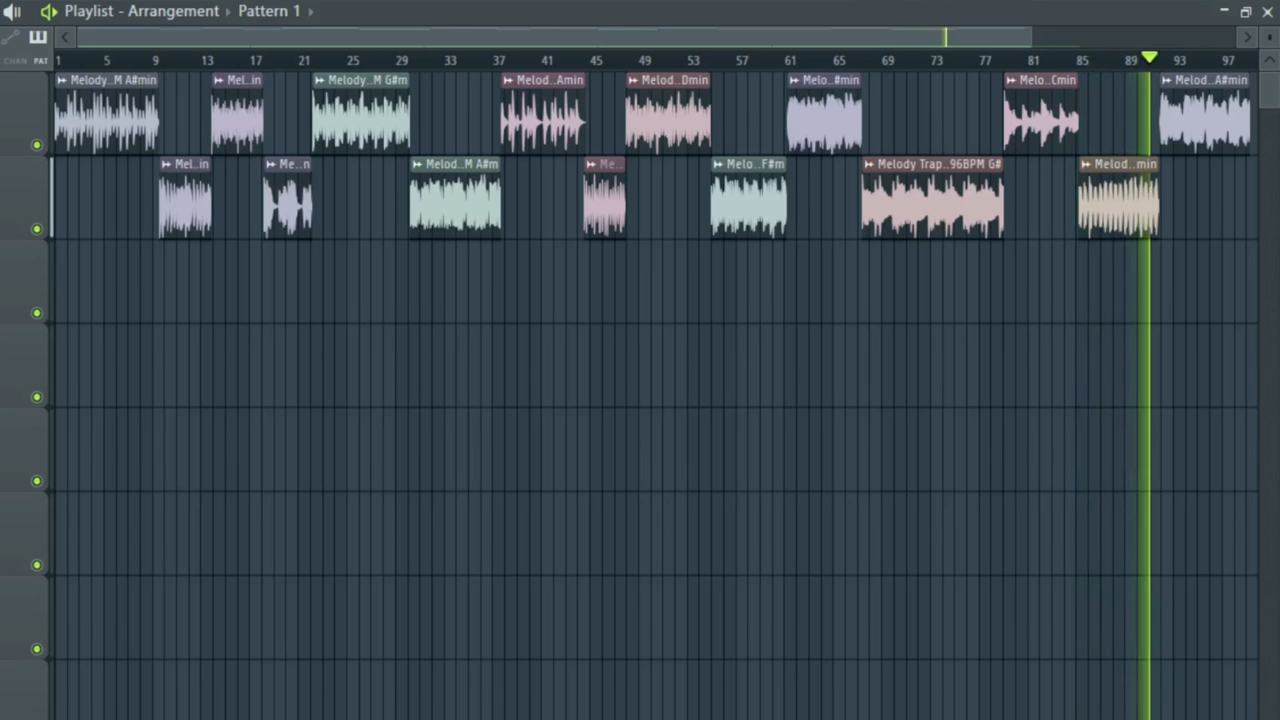 Playlist - Arrangement › Pattern 1 ›
CHAN PAT
1 5 9 13 17 21 25 29 33 37 41 45 49 53 57 61 65 69 73 77 81 85 89 93 97
Melody..M A#min Mel..in Melody..M G#m Melod..Amin Melod..Dmin Melo..#min Melo..Cmin Melod..A#min
Mel..in Me..n Melod..M A#m Me.. Melo..F#m Melody Trap..96BPM G# Melod..min